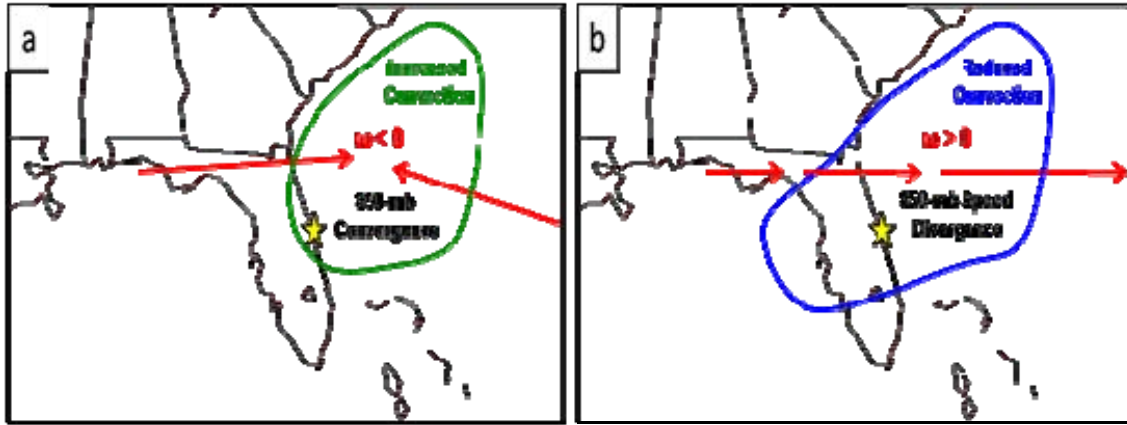 a
Increased
Convection
ω < 0
850-mb
Convergence
b
Reduced
Convection
ω > 0
850-mb Speed
Divergence